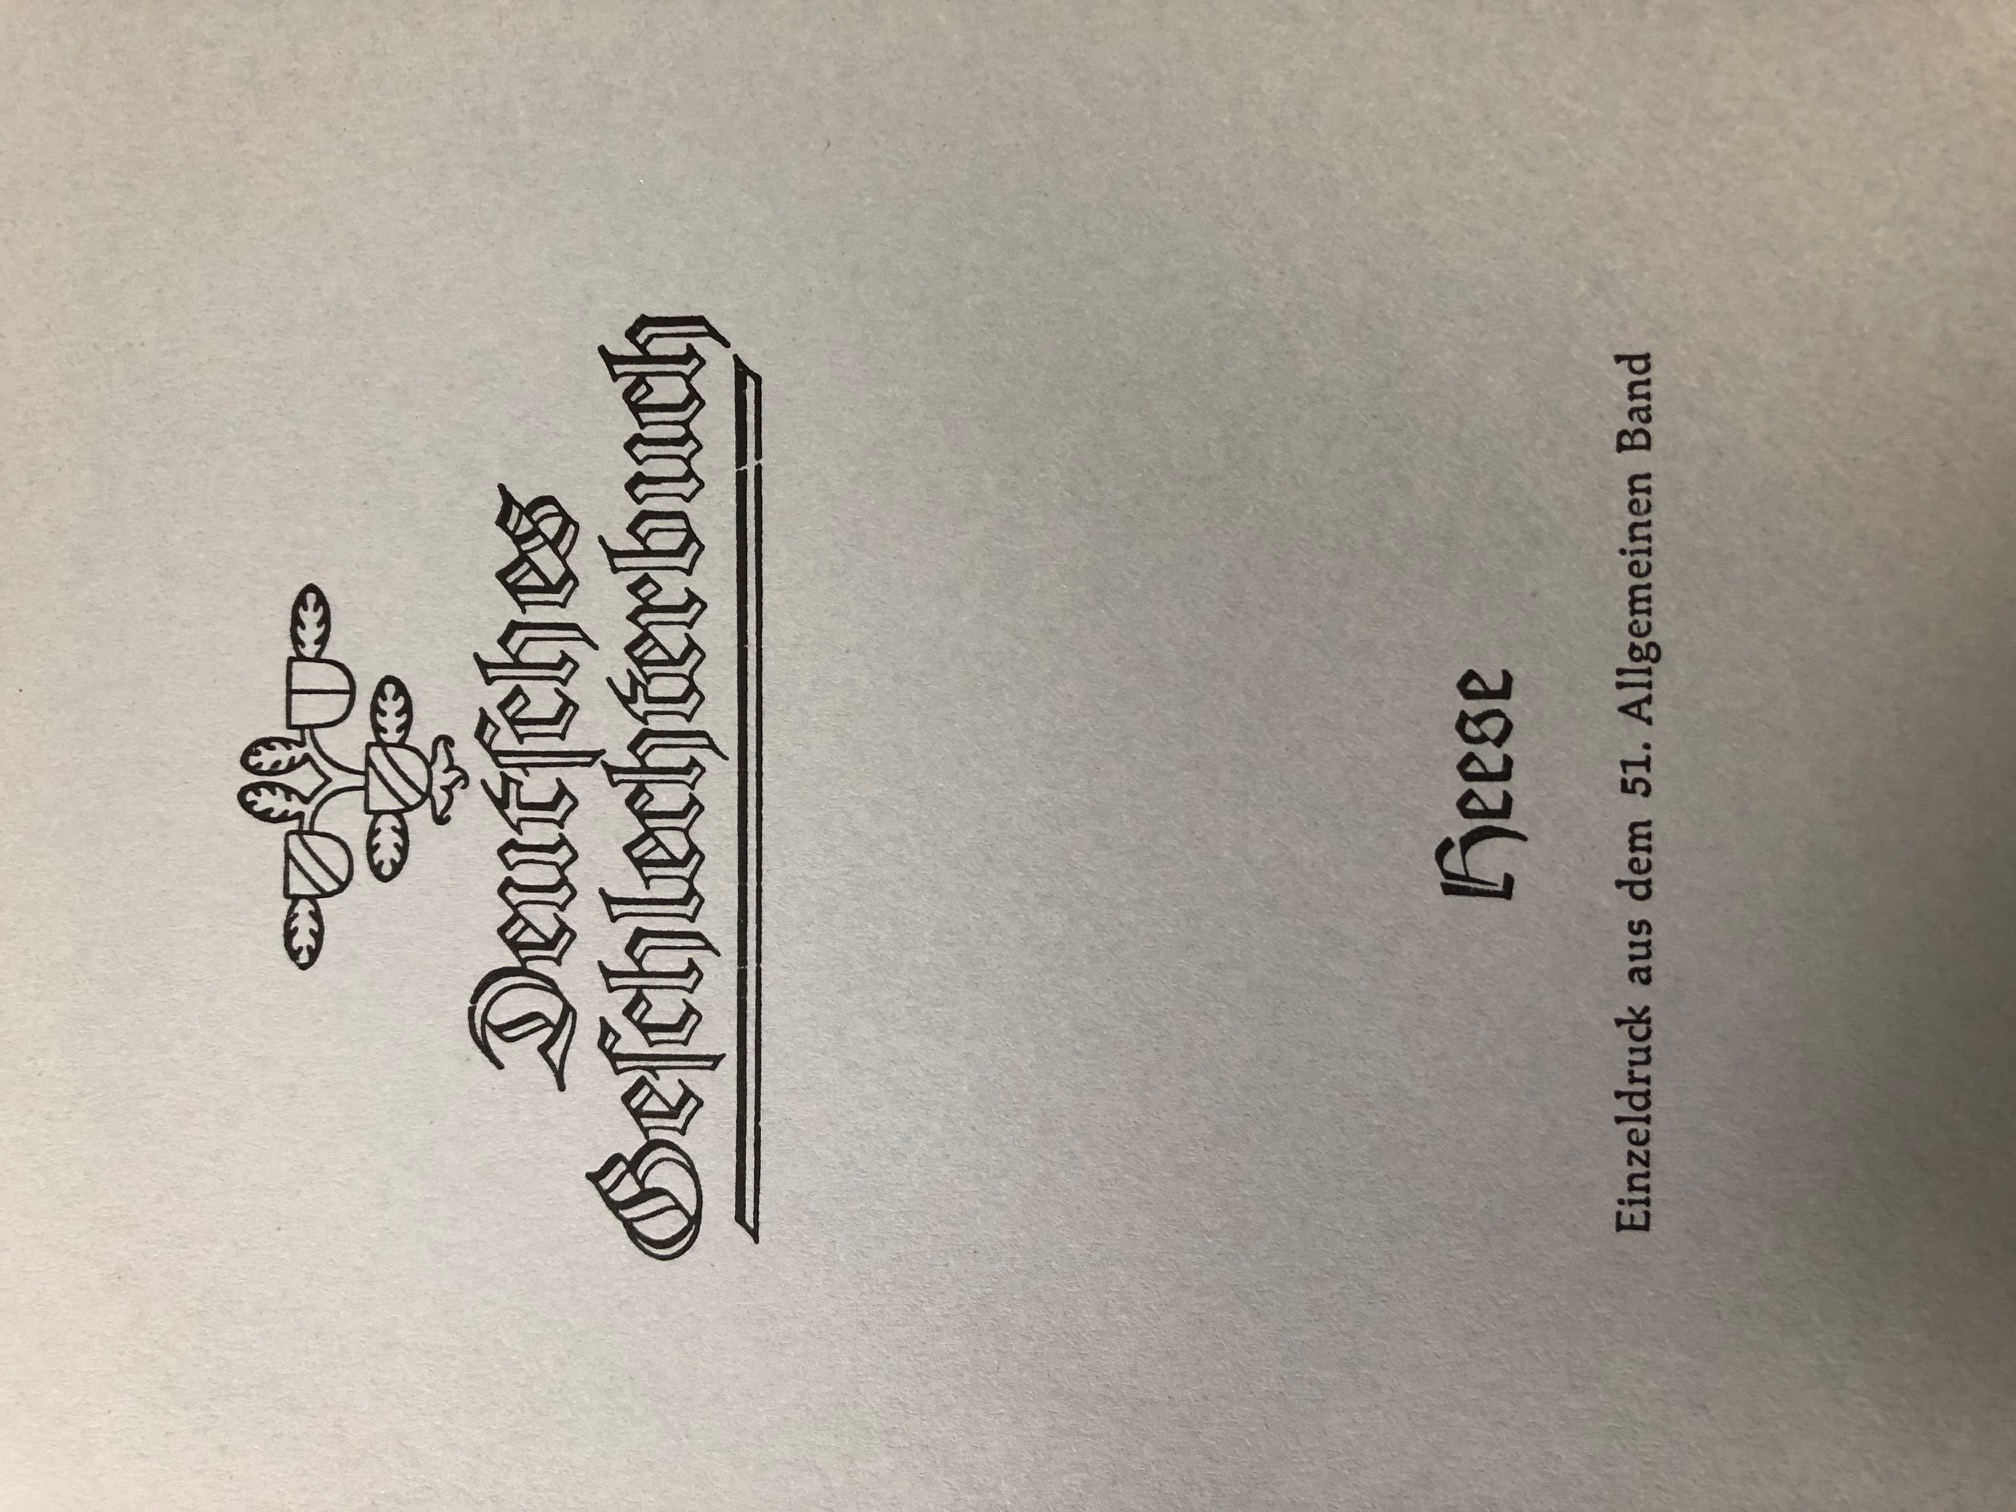 Deutſches
Geſchlechterbuch
Heese
Einzeldruck aus dem 51. Allgemeinen Band